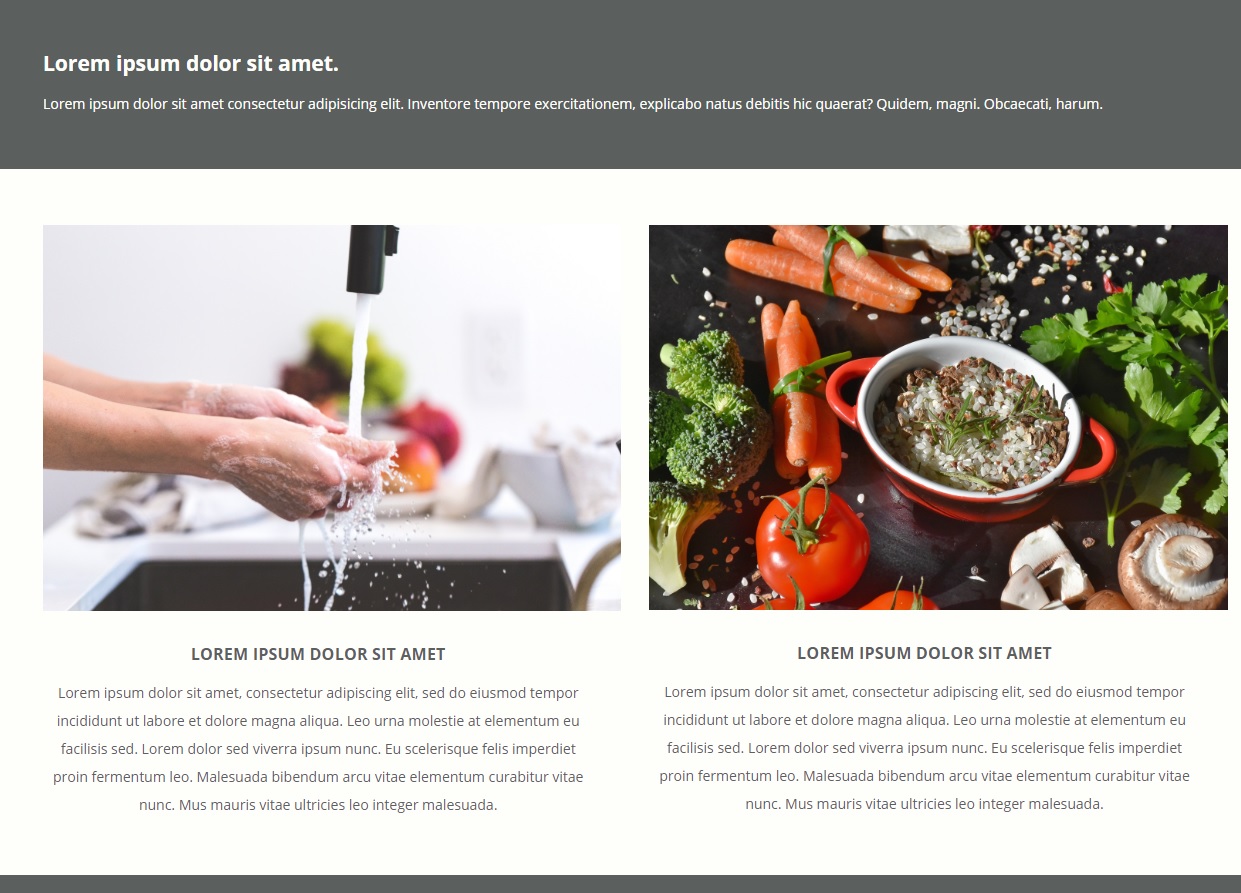 Lorem ipsum dolor sit amet.
Lorem ipsum dolor sit amet consectetur adipisicing elit. Inventore tempore exercitationem, explicabo natus debitis hic quaerat? Quidem, magni. Obcaecati, harum.
LOREM IPSUM DOLOR SIT AMET
Lorem ipsum dolor sit amet, consectetur adipiscing elit, sed do eiusmod tempor
incididunt ut labore et dolore magna aliqua. Leo urna molestie at elementum eu
facilisis sed. Lorem dolor sed viverra ipsum nunc. Eu scelerisque felis imperdiet
proin fermentum leo. Malesuada bibendum arcu vitae elementum curabitur vitae
nunc. Mus mauris vitae ultricies leo integer malesuada.
LOREM IPSUM DOLOR SIT AMET
Lorem ipsum dolor sit amet, consectetur adipiscing elit, sed do eiusmod tempor
incididunt ut labore et dolore magna aliqua. Leo urna molestie at elementum eu
facilisis sed. Lorem dolor sed viverra ipsum nunc. Eu scelerisque felis imperdiet
proin fermentum leo. Malesuada bibendum arcu vitae elementum curabitur vitae
nunc. Mus mauris vitae ultricies leo integer malesuada.